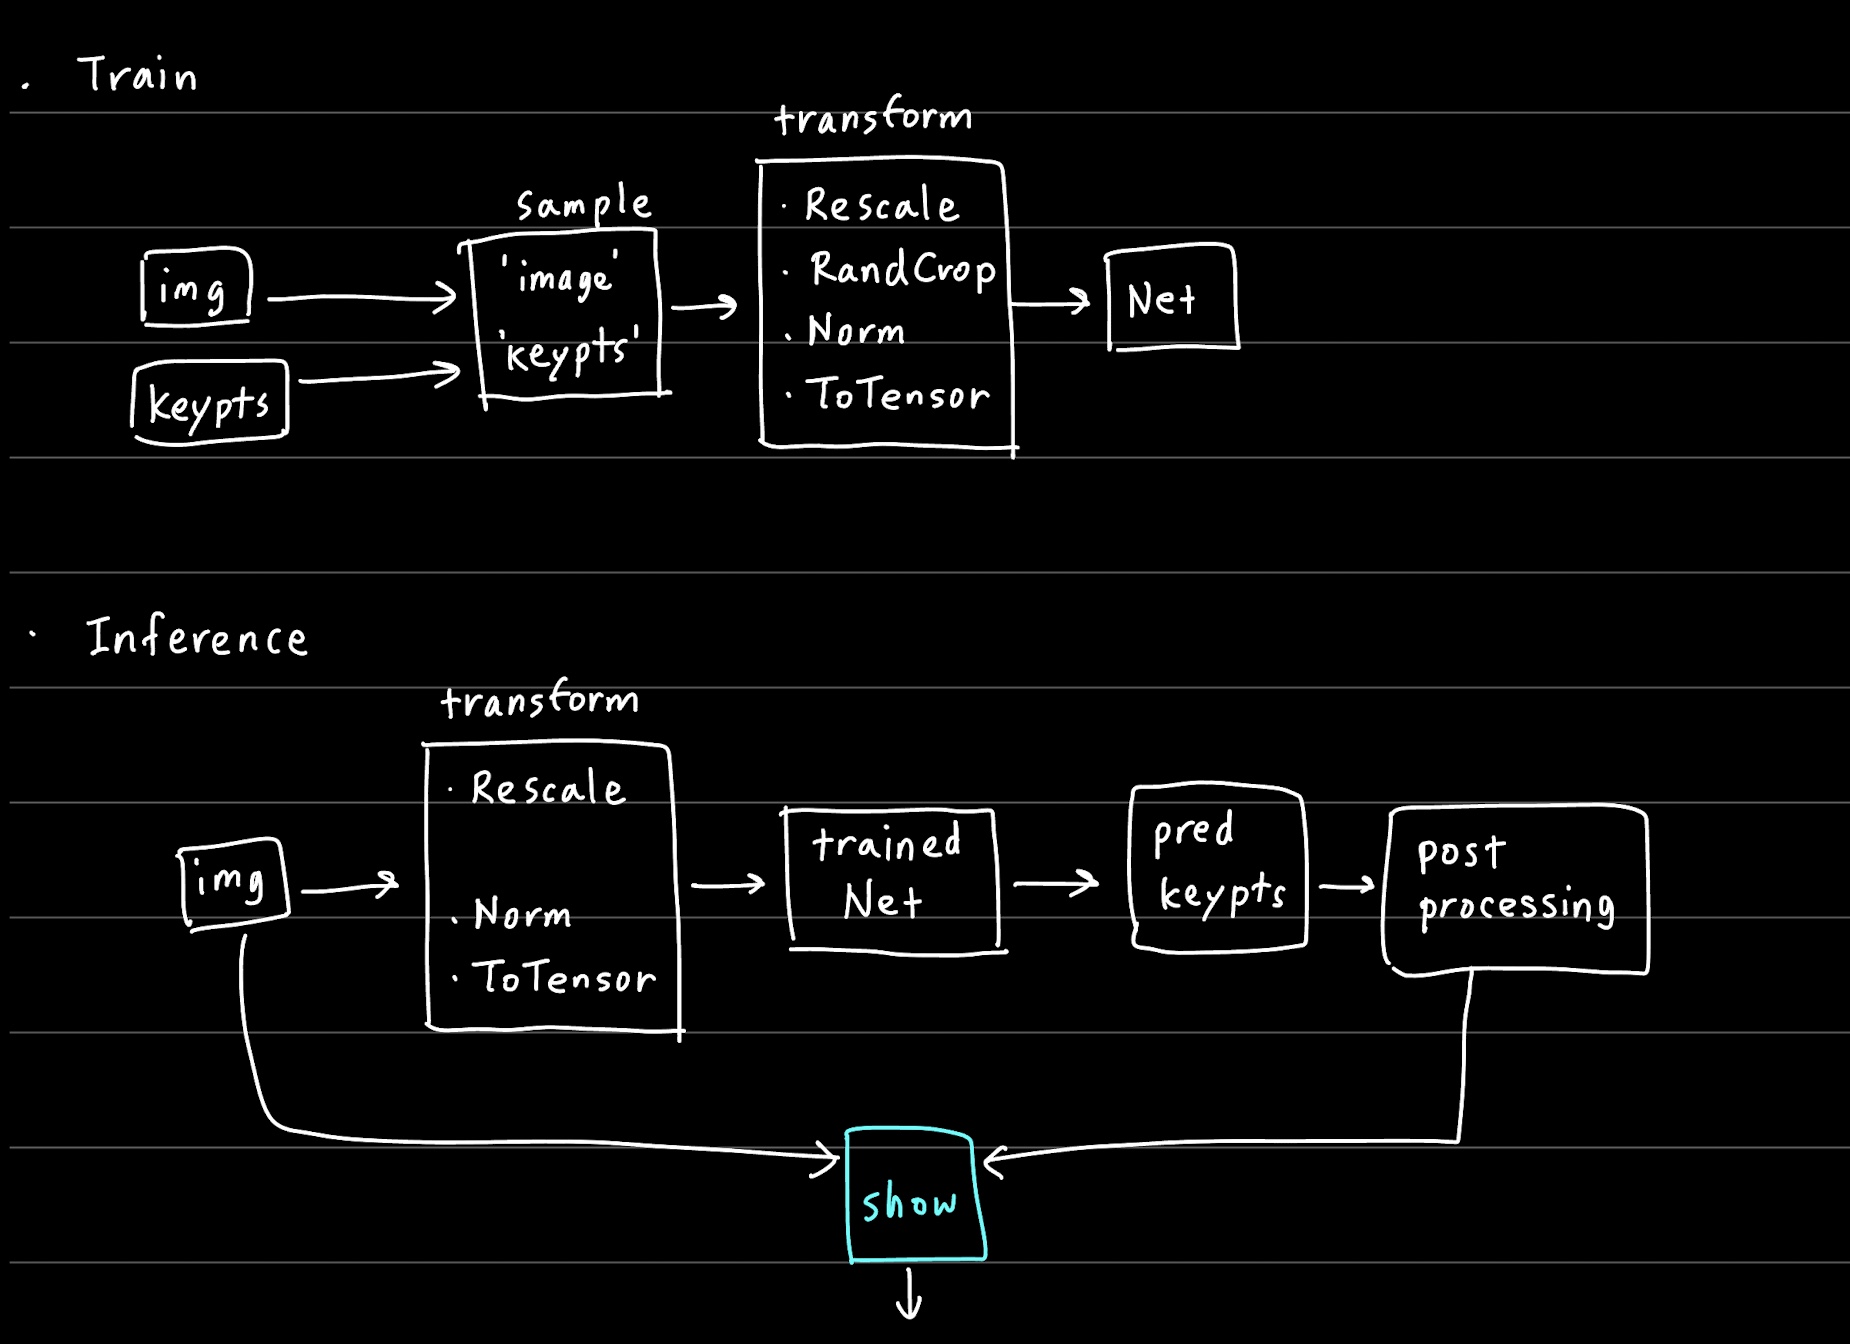 · Train
transform
sample
· Rescale
· RandCrop
· Norm
· ToTensor
img
keypts
'image'
'keypts'
Net
· Inference
transform
· Rescale
· Norm
· ToTensor
img
trained
Net
pred
keypts
post
processing
show